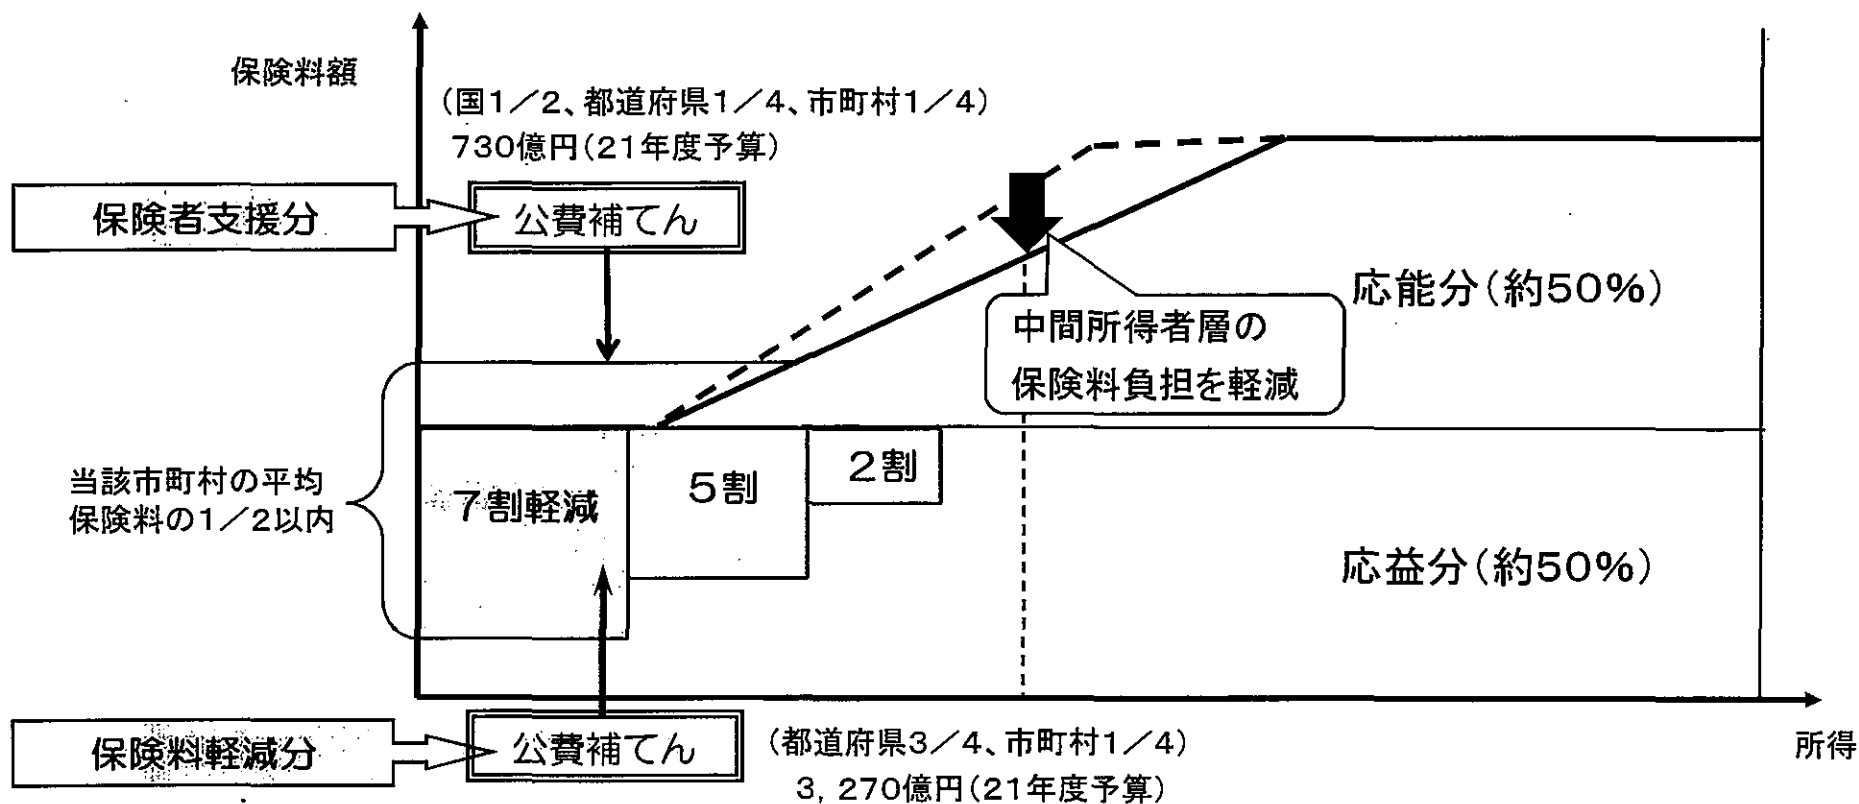 保険料額
(国1/2、都道府県1/4、市町村1/4)
730億円(21年度予算)
保険者支援分
公費補てん
応能分(約50%)
中間所得者層の
保険料負担を軽減
当該市町村の平均
保険料の1/2以内
7割軽減
5割
2割
応益分(約50%)
保険料軽減分
公費補てん
(都道府県3/4、市町村1/4)
3,270億円(21年度予算)
所得